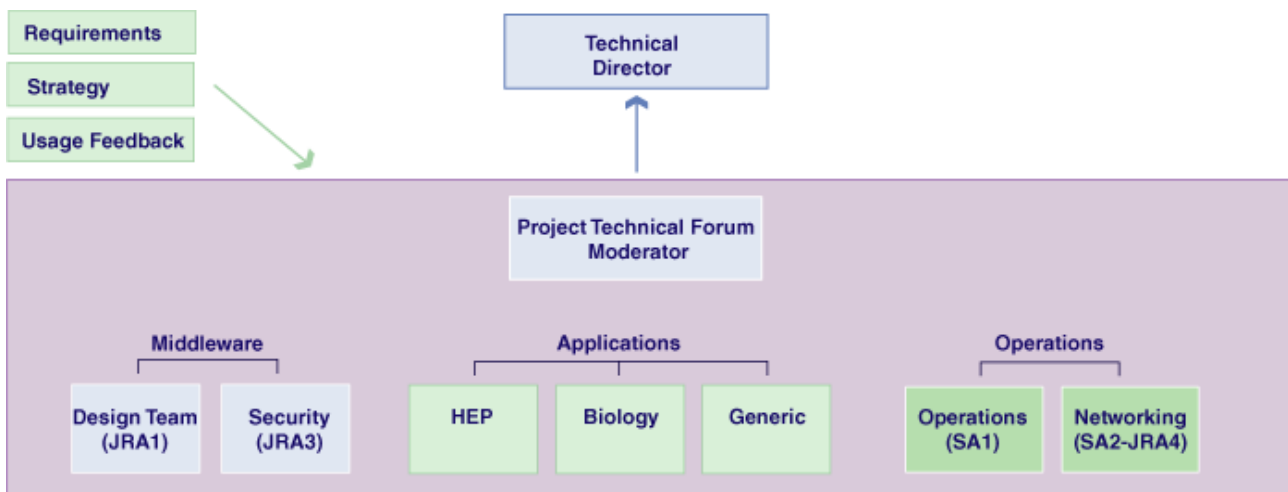 Requirements
Strategy
Usage Feedback
Technical
Director
Project Technical Forum
Moderator
Middleware
Design Team
(JRA1)
Security
(JRA3)
Applications
HEP
Biology
Generic
Operations
Operations
(SA1)
Networking
(SA2-JRA4)